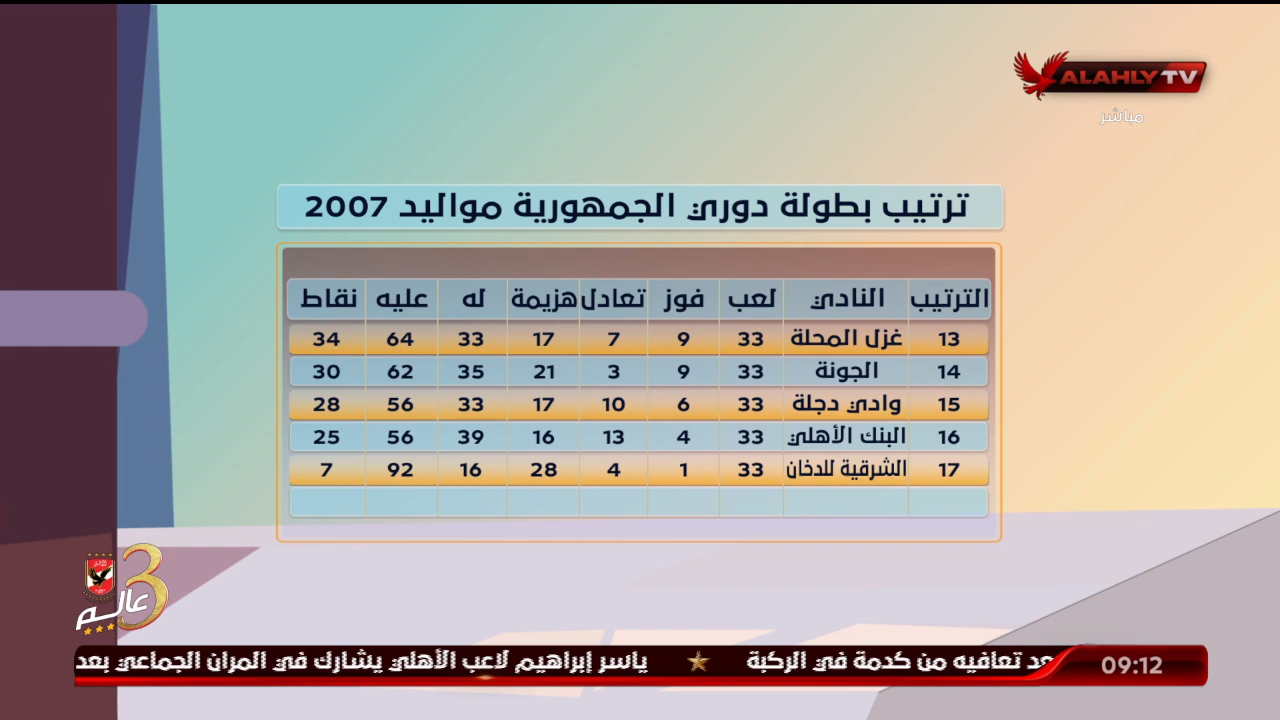 ALAHLY TV
مباشر
ترتيب بطولة دوري الجمهورية مواليد 2007
الترتيب النادي لعب فوز تعادل هزيمة له عليه نقاط
13 غزل المحلة 33 9 7 17 33 64 34
14 الجونة 33 9 3 21 35 62 30
15 وادي دجلة 33 6 10 17 33 56 28
16 البنك الأهلي 33 4 13 16 39 56 25
17 الشرقية للدخان 33 1 4 28 16 92 7
3 عالم
عد تعافيه من كدمة في الركبة ★ ياسر إبراهيم لاعب الأهلي يشارك في المران الجماعي بعد
09:12